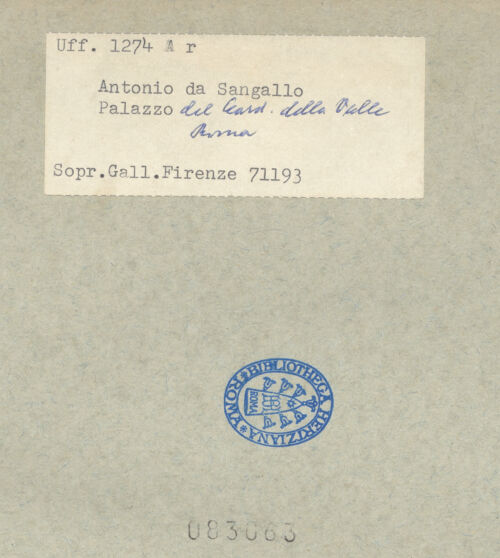 Uff. 1274 A r
Antonio da Sangallo
Palazzo del Card. della Valle
Roma
Sopr.Gall.Firenze 71193
BIBLIOTHECA HERTZIANA * ROMA *
ROMA
083063